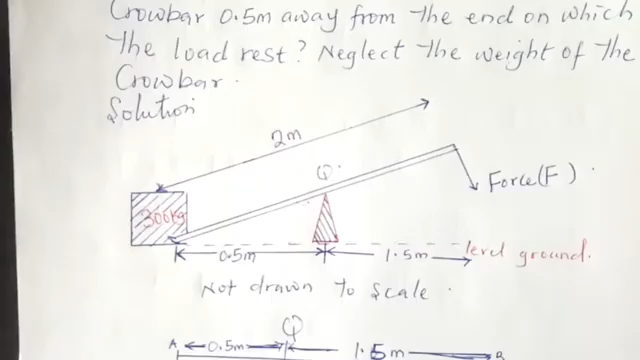 Crowbar 0.5m away from the end on which
the load rest? Neglect the weight of the
Crowbar.
Solution
2m
Q
Force(F)
300kg
0.5m
1.5m
level ground.
Not drawn to scale.
Q
A
0.5m
1.5m
B